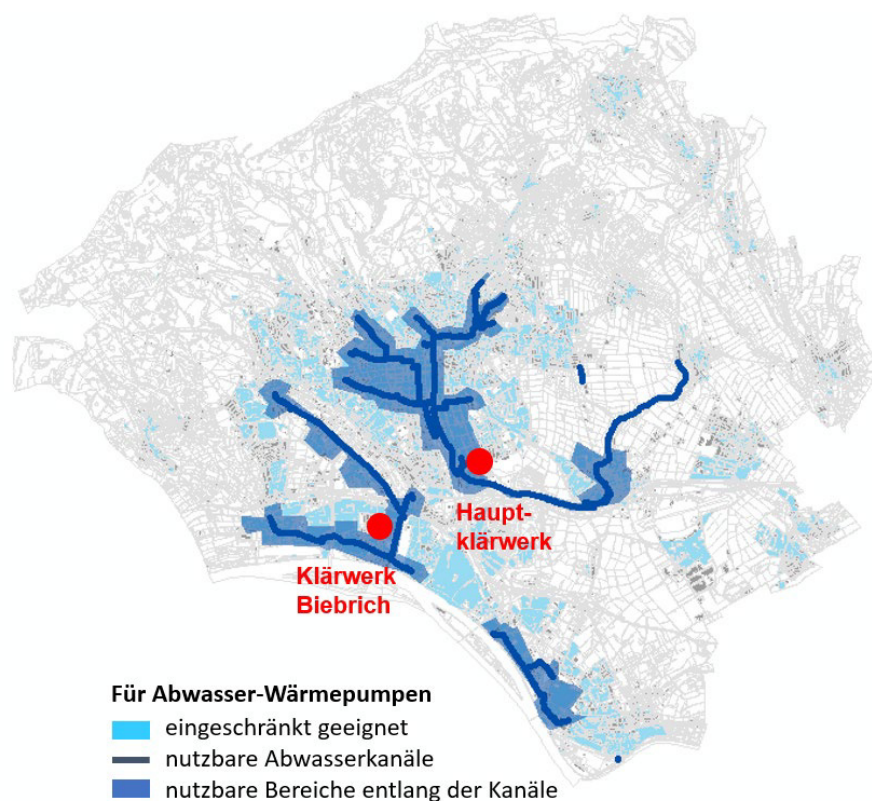 Haupt-
klärwerk
Klärwerk
Biebrich
Für Abwasser-Wärmepumpen
eingeschränkt geeignet
nutzbare Abwasserkanäle
nutzbare Bereiche entlang der Kanäle